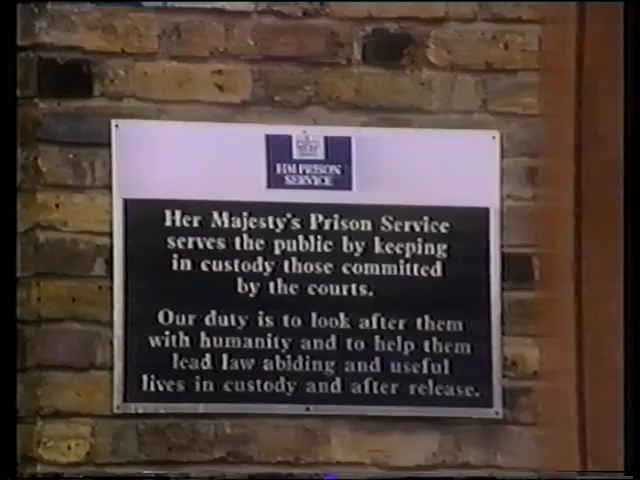 HM PRISON
SERVICE
Her Majesty's Prison Service
serves the public by keeping
in custody those committed
by the courts.
Our duty is to look after them
with humanity and to help them
lead law abiding and useful
lives in custody and after release.